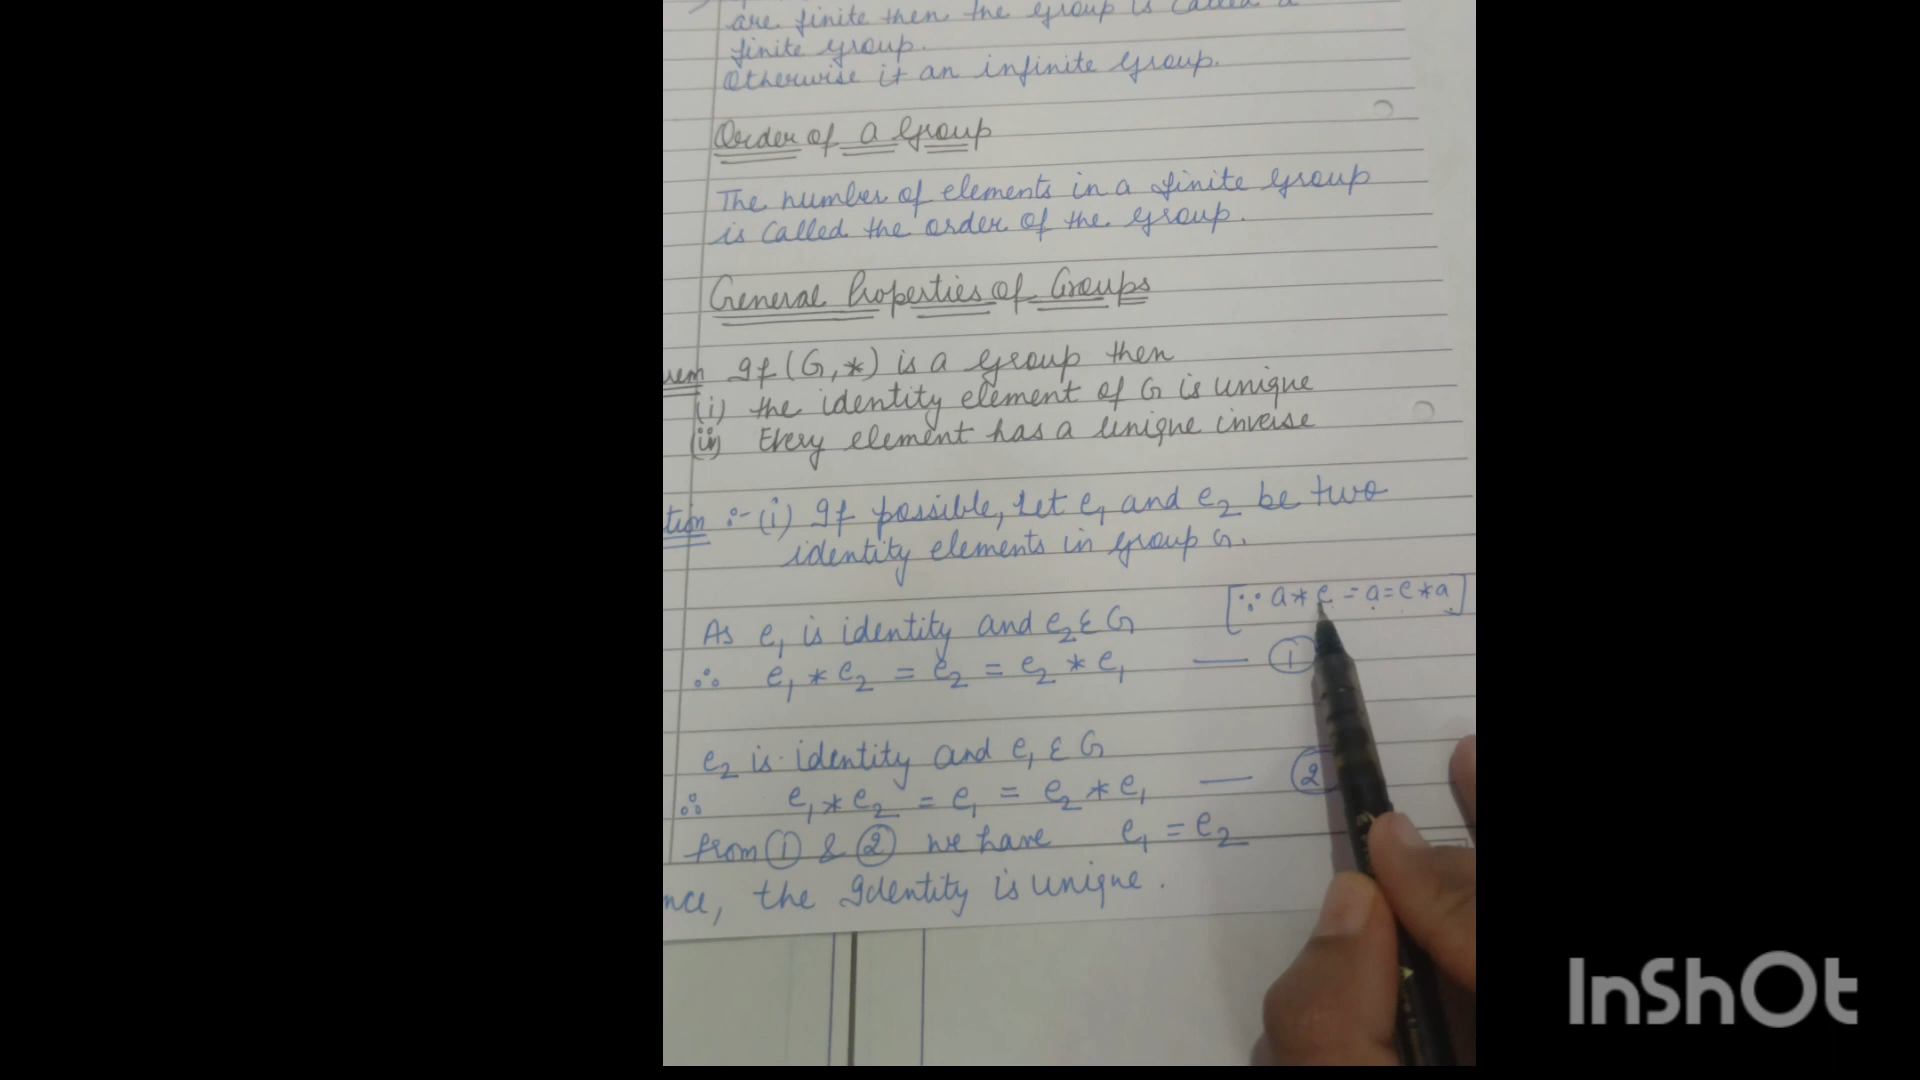 are finite then the group is called a
finite group.
Otherwise it an infinite group.
Order of a Group
The number of elements in a finite group
is called the order of the group.
General Properties of Groups
rem If (G, *) is a group then
(i) the identity element of G is unique
(ii) Every element has a unique inverse
tion :- (i) If possible, Let e₁ and e₂ be two
identity elements in group G.
[∵ a * e = a = e * a]
As e₁ is identity and e₂ ∈ G
∴ e₁ * e₂ = e₂ = e₂ * e₁ — ①
e₂ is identity and e₁ ∈ G
∴ e₁ * e₂ = e₁ = e₂ * e₁ — ②
from ① & ② we have e₁ = e₂
nce, the Identity is unique.
InShOt